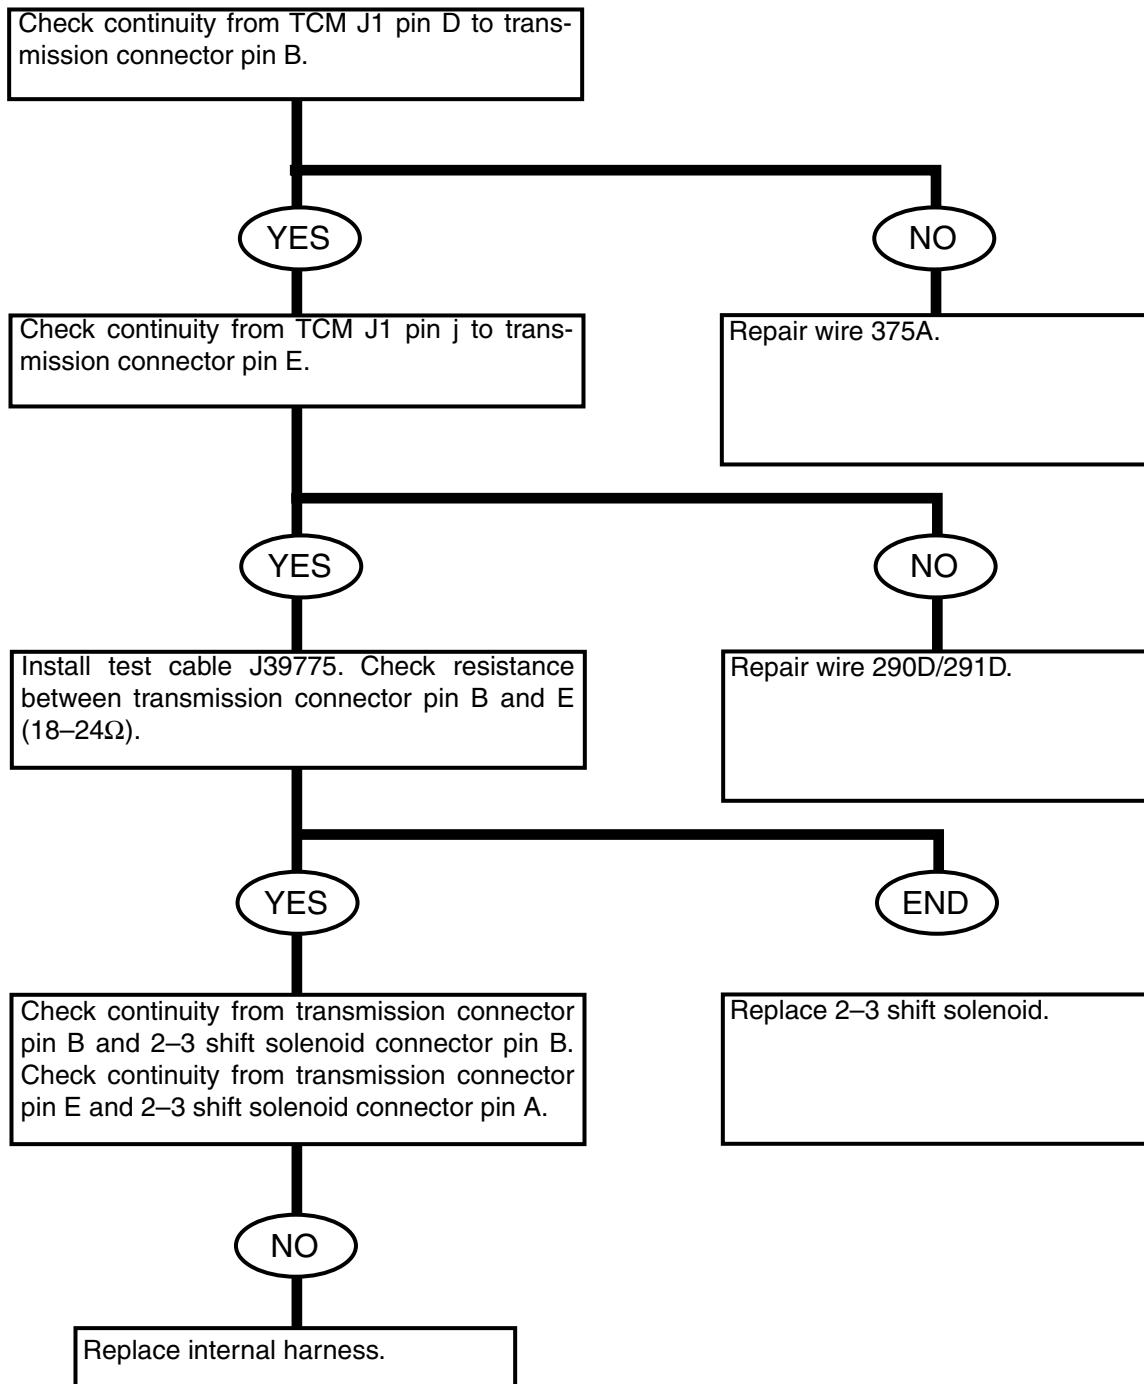 Check continuity from TCM J1 pin D to trans-
mission connector pin B.
YES
NO
Check continuity from TCM J1 pin j to trans-
mission connector pin E.
Repair wire 375A.
YES
NO
Install test cable J39775. Check resistance
between transmission connector pin B and E
(18–24Ω).
Repair wire 290D/291D.
YES
END
Check continuity from transmission connector
pin B and 2–3 shift solenoid connector pin B.
Check continuity from transmission connector
pin E and 2–3 shift solenoid connector pin A.
Replace 2–3 shift solenoid.
NO
Replace internal harness.